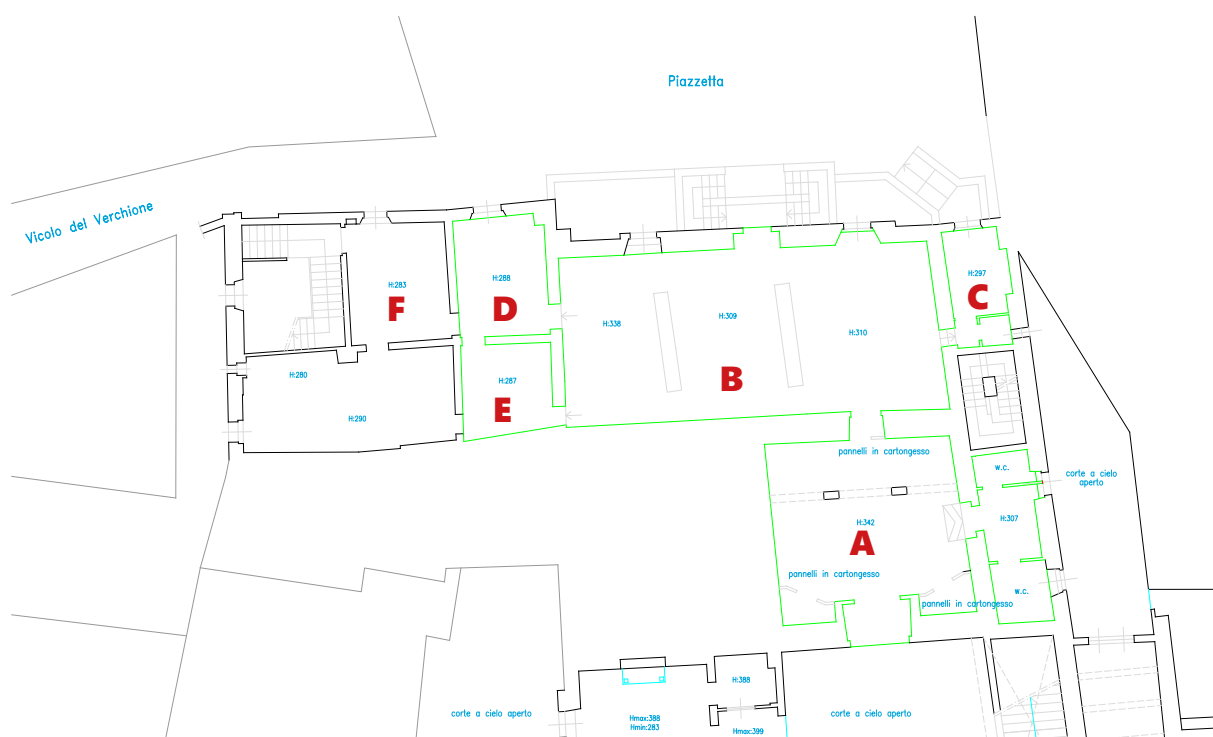 Piazzetta
Vicolo del Verchione
H:283
F
H:288
D
H:338
H:309
H:310
B
H:297
C
H:280
H:290
H:287
E
pannelli in cartongesso
w.c.
corte a cielo
aperto
H:342
A
H:307
pannelli in cartongesso
w.c.
pannelli in cartongesso
H:388
corte a cielo aperto
Hmax:388
Hmin:283
Hmax:399
corte a cielo aperto